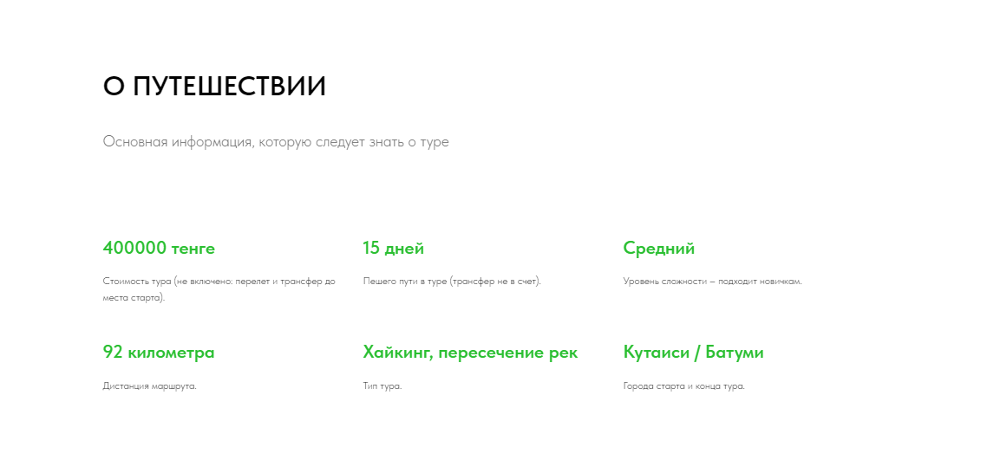 О ПУТЕШЕСТВИИ
Основная информация, которую следует знать о туре
400000 тенге
Стоимость тура (не включено: перелет и трансфер до
места старта).
15 дней
Пешего пути в туре (трансфер не в счет).
Средний
Уровень сложности – подходит новичкам.
92 километра
Дистанция маршрута.
Хайкинг, пересечение рек
Тип тура.
Кутаиси / Батуми
Города старта и конца тура.